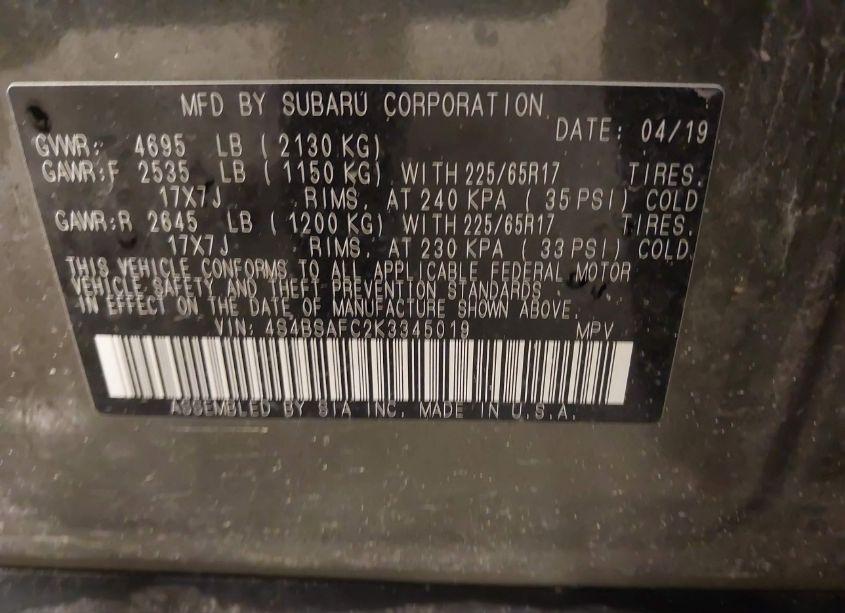 MFD BY SUBARU CORPORATION
DATE: 04/19
GVWR: 4695 LB ( 2130 KG)
GAWR:F 2535 LB ( 1150 KG) WITH 225/65R17 TIRES,
17X7J RIMS, AT 240 KPA ( 35 PSI) COLD
GAWR:R 2645 LB ( 1200 KG) WITH 225/65R17 TIRES,
17X7J RIMS, AT 230 KPA ( 33 PSI) COLD.
THIS VEHICLE CONFORMS TO ALL APPLICABLE FEDERAL MOTOR
VEHICLE SAFETY AND THEFT PREVENTION STANDARDS
IN EFFECT ON THE DATE OF MANUFACTURE SHOWN ABOVE.
VIN: 4S4BSAFC2K3345019 MPV
ASSEMBLED BY SIA INC. MADE IN U.S.A.